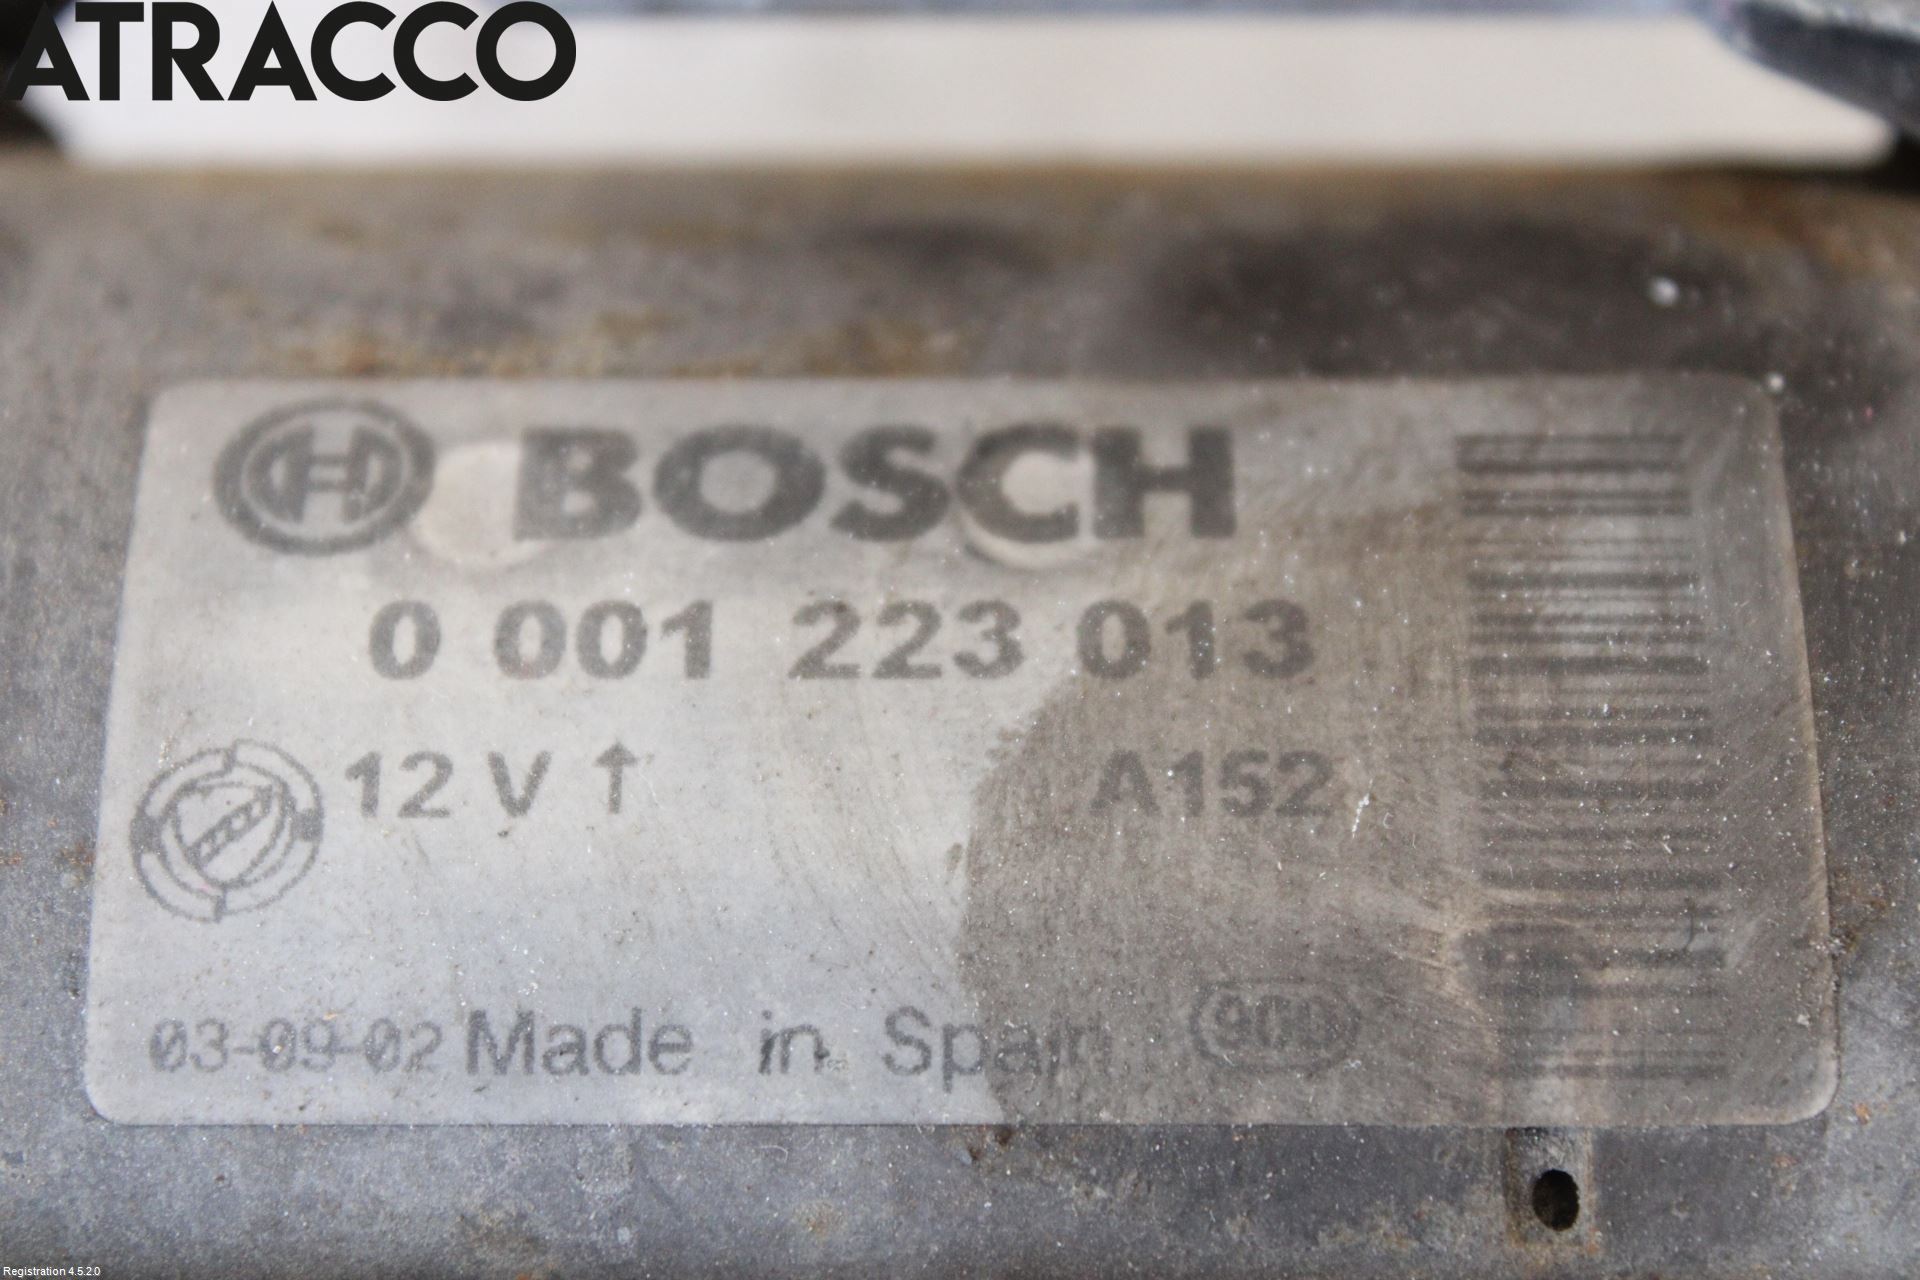 ATRACCO
BOSCH
0 001 223 013
12 V ↑ A152
03-09-02 Made in Spain
Registration 4.5.2.0